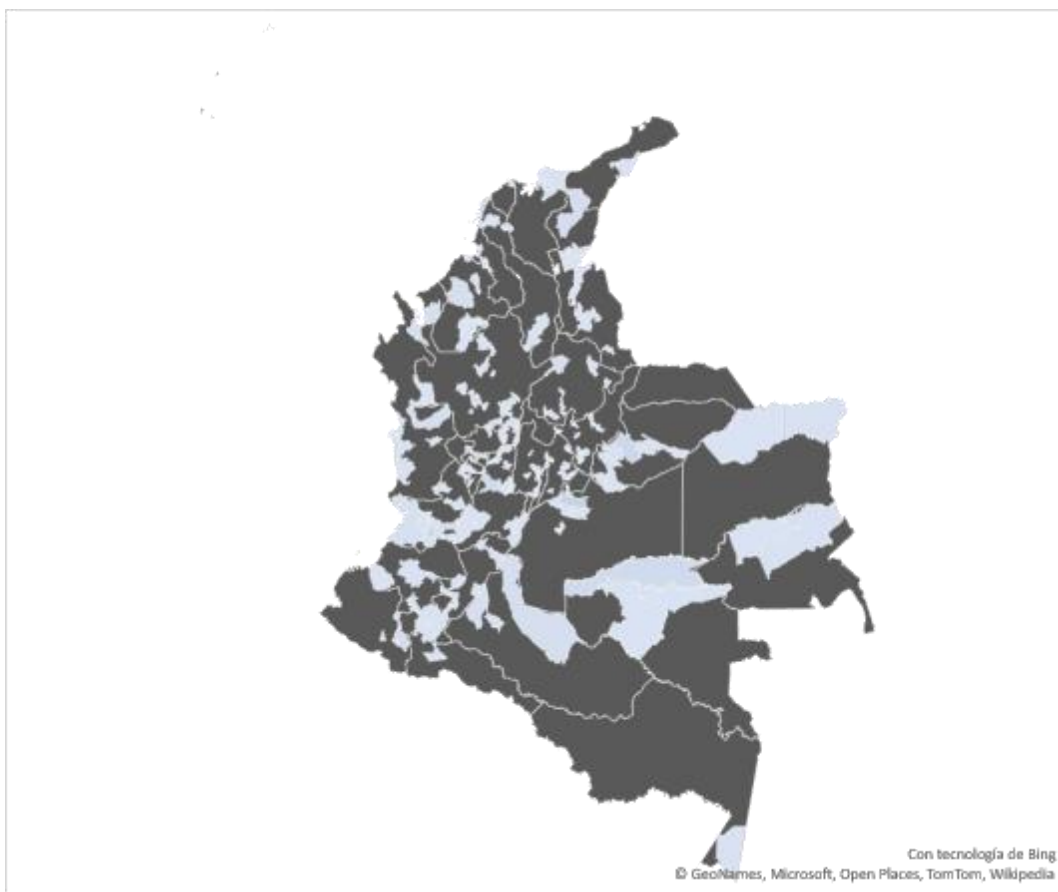 Con tecnología de Bing
© GeoNames, Microsoft, Open Places, TomTom, Wikipedia